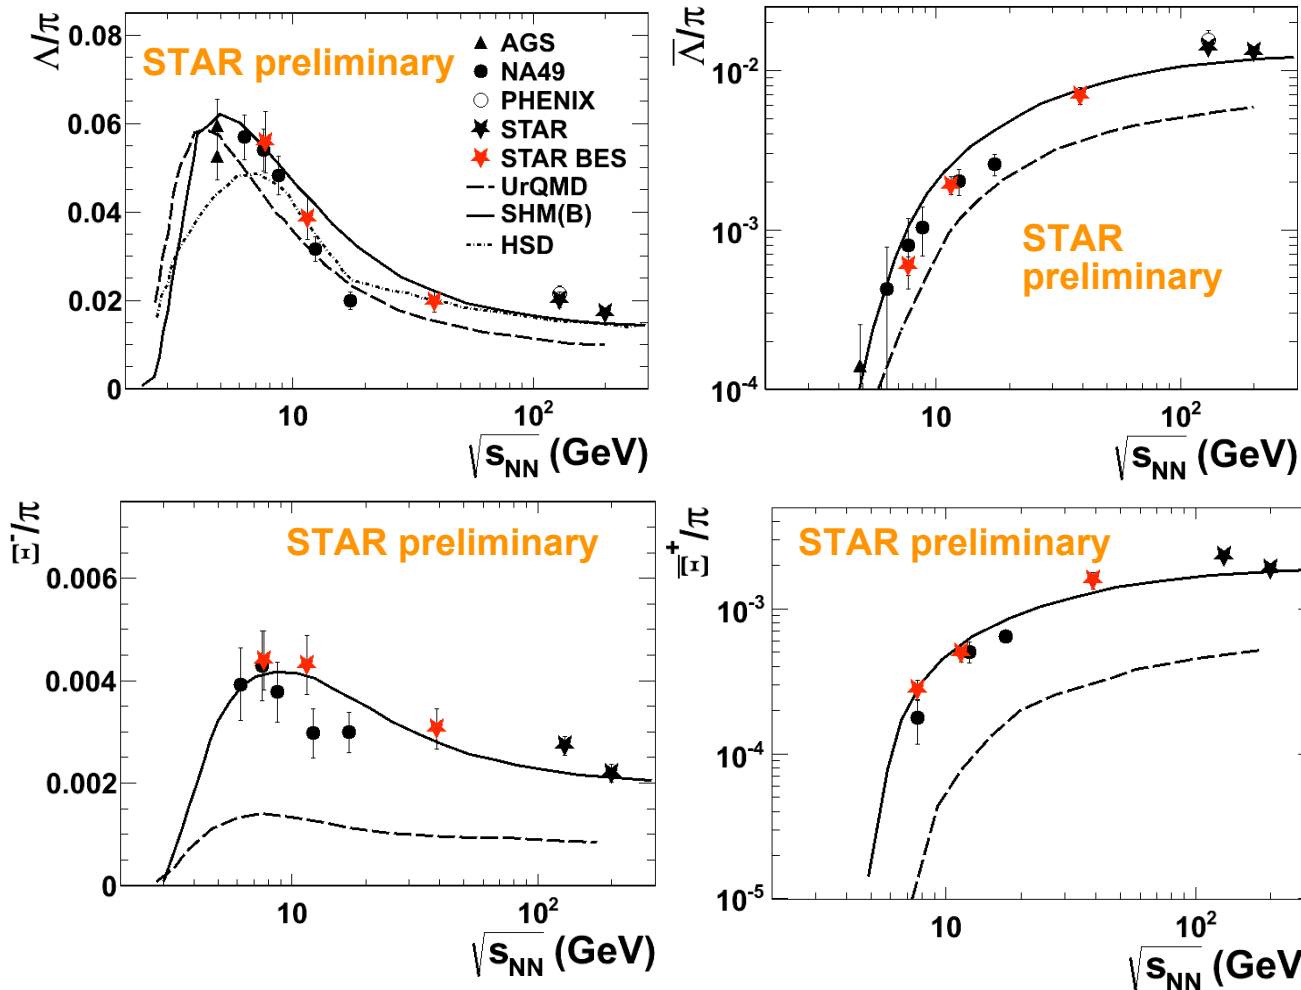 Λ/π
0.08
0.06
0.04
0.02
0
STAR preliminary
AGS
NA49
PHENIX
STAR
STAR BES
UrQMD
SHM(B)
HSD
10
10²
√sNN (GeV)
Λ̅/π
10⁻²
10⁻³
10⁻⁴
STAR
preliminary
10
10²
√sNN (GeV)
Ξ⁻/π
0.006
0.004
0.002
0
STAR preliminary
10
10²
√sNN (GeV)
Ξ̅⁺/π
10⁻³
10⁻⁴
10⁻⁵
STAR preliminary
10
10²
√sNN (GeV